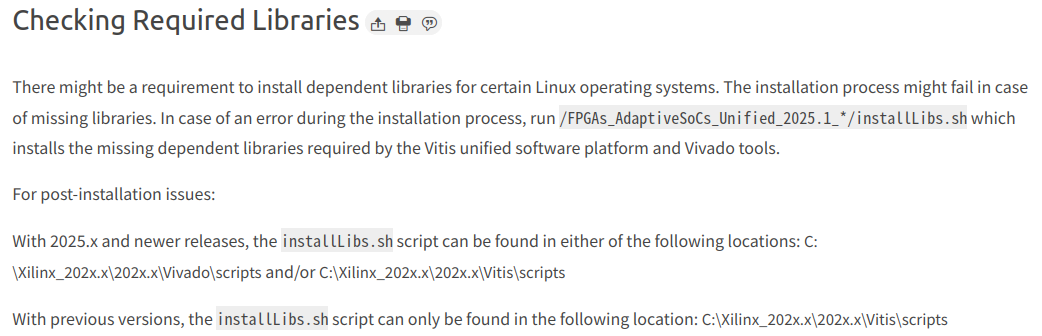 Checking Required Libraries
There might be a requirement to install dependent libraries for certain Linux operating systems. The installation process might fail in case
of missing libraries. In case of an error during the installation process, run /FPGAs_AdaptiveSoCs_Unified_2025.1_*/installLibs.sh which
installs the missing dependent libraries required by the Vitis unified software platform and Vivado tools.
For post-installation issues:
With 2025.x and newer releases, the installLibs.sh script can be found in either of the following locations: C:
\Xilinx_202x.x\202x.x\Vivado\scripts and/or C:\Xilinx_202x.x\202x.x\Vitis\scripts
With previous versions, the installLibs.sh script can only be found in the following location: C:\Xilinx_202x.x\202x.x\Vitis\scripts